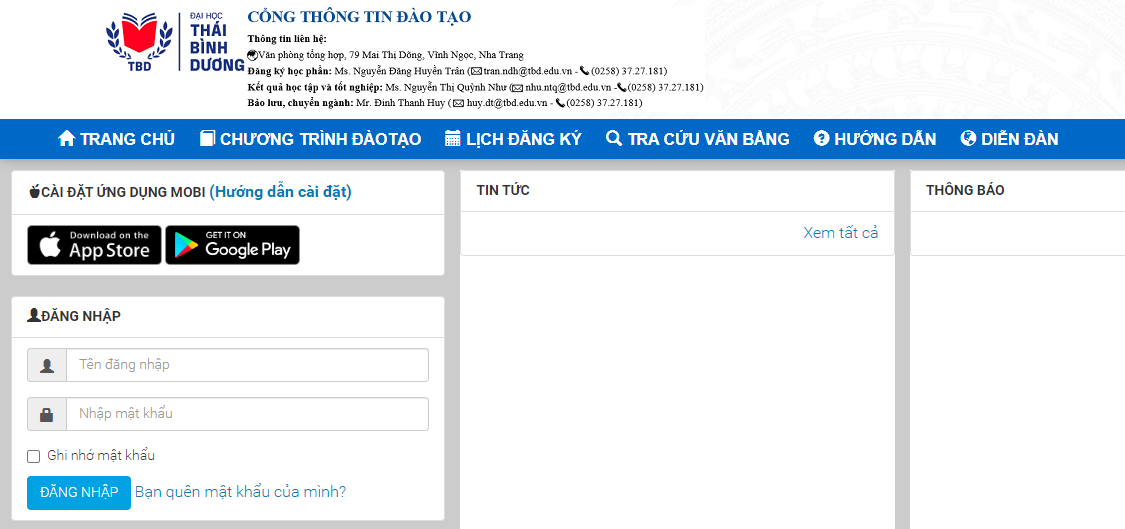 ĐẠI HỌC
THÁI
BÌNH
DƯƠNG
TBD
CỔNG THÔNG TIN ĐÀO TẠO
Thông tin liên hệ:
Văn phòng tổng hợp, 79 Mai Thị Dõng, Vĩnh Ngọc, Nha Trang
Đăng ký học phần: Ms. Nguyễn Đăng Huyền Trân (tran.ndh@tbd.edu.vn - (0258) 37.27.181)
Kết quả học tập và tốt nghiệp: Ms. Nguyễn Thị Quỳnh Như (nhu.ntq@tbd.edu.vn -(0258) 37.27.181)
Bảo lưu, chuyển ngành: Mr. Đinh Thanh Huy ( huy.dt@tbd.edu.vn - (0258) 37.27.181)
TRANG CHỦ CHƯƠNG TRÌNH ĐÀOTẠO LỊCH ĐĂNG KÝ TRA CỨU VĂN BẰNG HƯỚNG DẪN DIỄN ĐÀN
CÀI ĐẶT ỨNG DỤNG MOBI (Hướng dẫn cài đặt)
Download on the
App Store
GET IT ON
Google Play
ĐĂNG NHẬP
Tên đăng nhập
Nhập mật khẩu
Ghi nhớ mật khẩu
ĐĂNG NHẬP Bạn quên mật khẩu của mình?
TIN TỨC
Xem tất cả
THÔNG BÁO